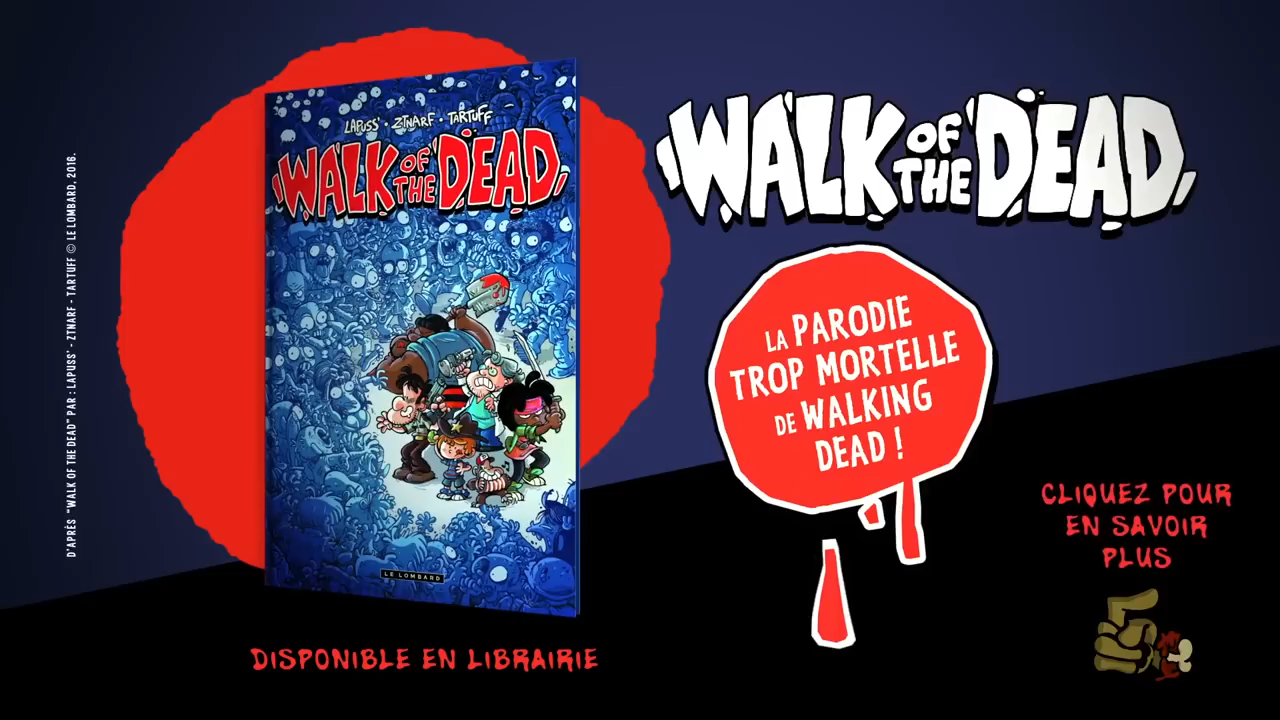 D'APRÈS "WALK OF THE DEAD" PAR : LAPUSS' - ZTNARF - TARTUFF © LE LOMBARD, 2016.
LAPUSS' · ZTNARF · TARTUFF
WALK OF THE DEAD
LE LOMBARD
DISPONIBLE EN LIBRAIRIE
WALK OF THE DEAD
LA PARODIE
TROP MORTELLE
DE WALKING
DEAD !
CLIQUEZ POUR
EN SAVOIR
PLUS